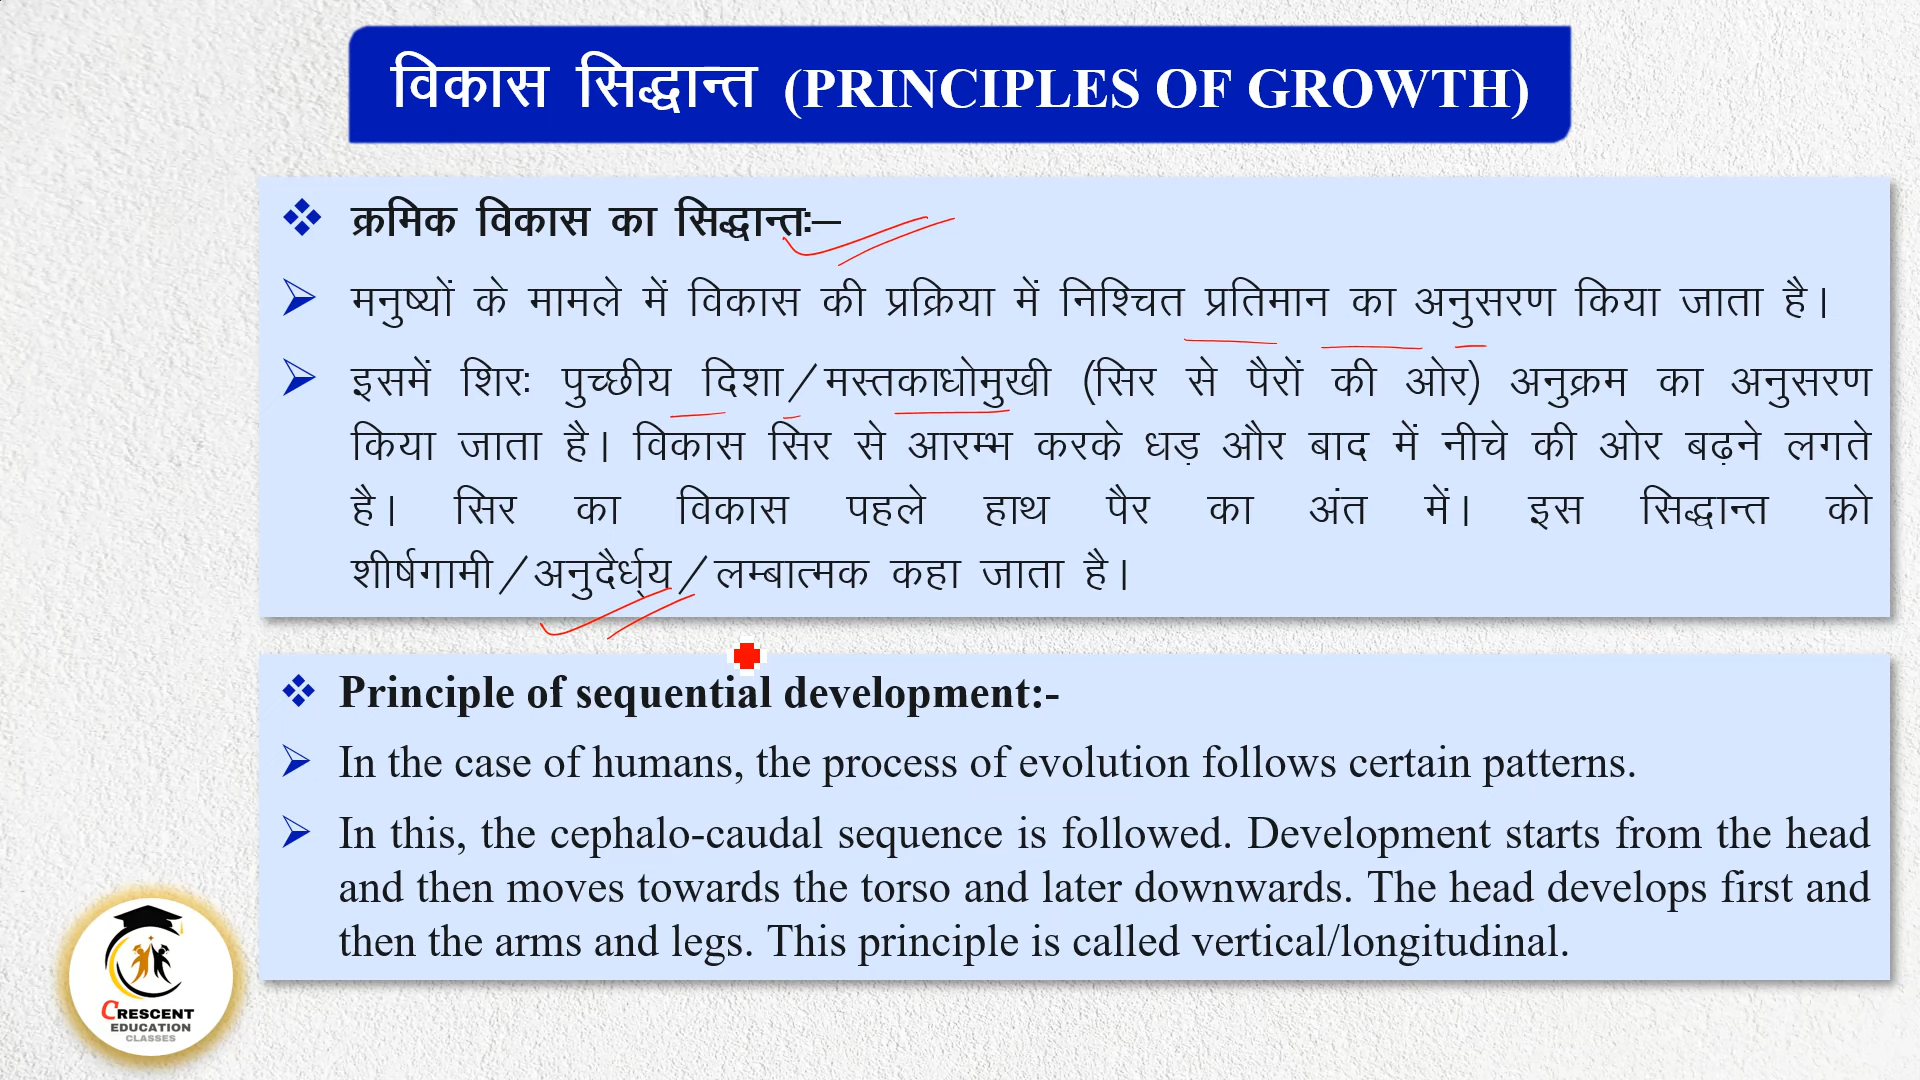 विकास सिद्धान्त (PRINCIPLES OF GROWTH)
❖ क्रमिक विकास का सिद्धान्तः–
➢ मनुष्यों के मामले में विकास की प्रक्रिया में निश्चित प्रतिमान का अनुसरण किया जाता है।
➢ इसमें शिरः पुच्छीय दिशा/मस्तकाधोमुखी (सिर से पैरों की ओर) अनुक्रम का अनुसरण
किया जाता है। विकास सिर से आरम्भ करके धड़ और बाद में नीचे की ओर बढ़ने लगते
है। सिर का विकास पहले हाथ पैर का अंत में। इस सिद्धान्त को
शीर्षगामी/अनुदैर्ध्य/लम्बात्मक कहा जाता है।
❖ Principle of sequential development:-
➢ In the case of humans, the process of evolution follows certain patterns.
➢ In this, the cephalo-caudal sequence is followed. Development starts from the head
and then moves towards the torso and later downwards. The head develops first and
then the arms and legs. This principle is called vertical/longitudinal.
CRESCENT
EDUCATION
CLASSES